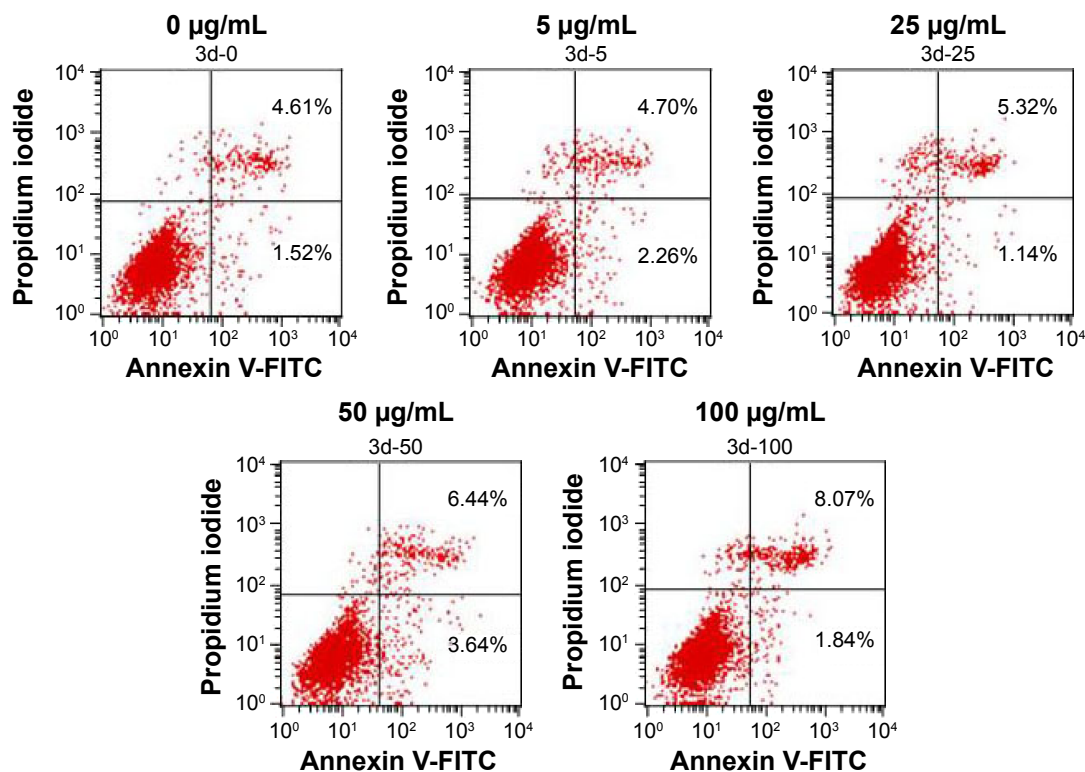 0 µg/mL
3d-0
Propidium iodide
10⁴
10³
10²
10¹
10⁰
4.61%
1.52%
10⁰ 10¹ 10² 10³ 10⁴
Annexin V-FITC
5 µg/mL
3d-5
Propidium iodide
10⁴
10³
10²
10¹
10⁰
4.70%
2.26%
10⁰ 10¹ 10² 10³ 10⁴
Annexin V-FITC
25 µg/mL
3d-25
Propidium iodide
10⁴
10³
10²
10¹
10⁰
5.32%
1.14%
10⁰ 10¹ 10² 10³ 10⁴
Annexin V-FITC
50 µg/mL
3d-50
Propidium iodide
10⁴
10³
10²
10¹
10⁰
6.44%
3.64%
10⁰ 10¹ 10² 10³ 10⁴
Annexin V-FITC
100 µg/mL
3d-100
Propidium iodide
10⁴
10³
10²
10¹
10⁰
8.07%
1.84%
10⁰ 10¹ 10² 10³ 10⁴
Annexin V-FITC